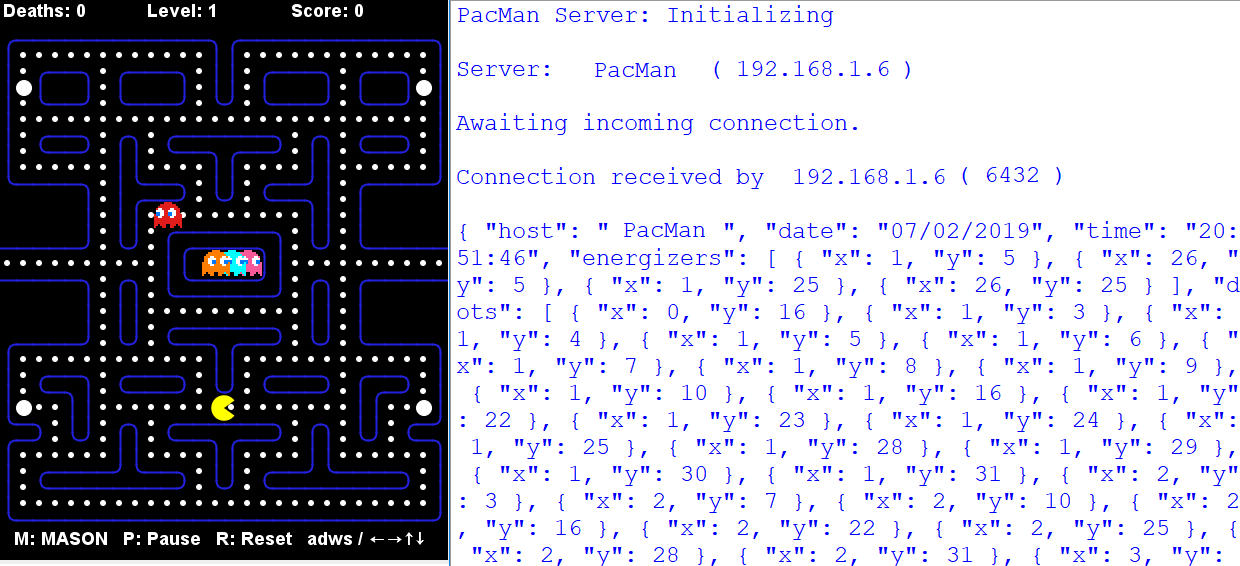 Deaths: 0 Level: 1 Score: 0
M: MASON P: Pause R: Reset adws / ←→↑↓
PacMan Server: Initializing
Server: PacMan ( 192.168.1.6 )
Awaiting incoming connection.
Connection received by 192.168.1.6 ( 6432 )
{ "host": " PacMan ", "date": "07/02/2019", "time": "20:
51:46", "energizers": [ { "x": 1, "y": 5 }, { "x": 26, "
y": 5 }, { "x": 1, "y": 25 }, { "x": 26, "y": 25 } ], "d
ots": [ { "x": 0, "y": 16 }, { "x": 1, "y": 3 }, { "x":
1, "y": 4 }, { "x": 1, "y": 5 }, { "x": 1, "y": 6 }, { "
x": 1, "y": 7 }, { "x": 1, "y": 8 }, { "x": 1, "y": 9 },
{ "x": 1, "y": 10 }, { "x": 1, "y": 16 }, { "x": 1, "y"
: 22 }, { "x": 1, "y": 23 }, { "x": 1, "y": 24 }, { "x":
1, "y": 25 }, { "x": 1, "y": 28 }, { "x": 1, "y": 29 },
{ "x": 1, "y": 30 }, { "x": 1, "y": 31 }, { "x": 2, "y"
: 3 }, { "x": 2, "y": 7 }, { "x": 2, "y": 10 }, { "x": 2
, "y": 16 }, { "x": 2, "y": 22 }, { "x": 2, "y": 25 }, {
"x": 2, "y": 28 }, { "x": 2, "y": 31 }, { "x": 3, "y":